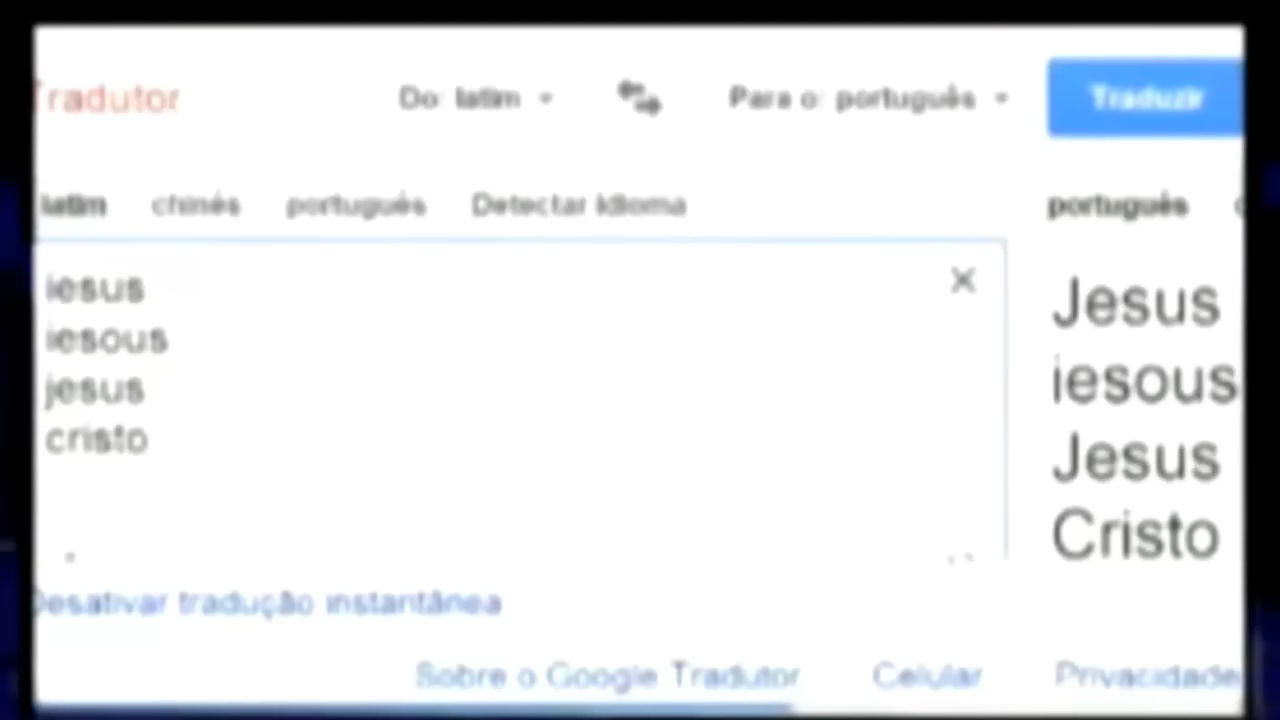 Tradutor
Do: latim
Para o: português
Traduzir
latim chinês português Detectar idioma
português
iesus
iesous
jesus
cristo
Jesus
iesous
Jesus
Cristo
Desativar tradução instantânea
Sobre o Google Tradutor Celular Privacidade